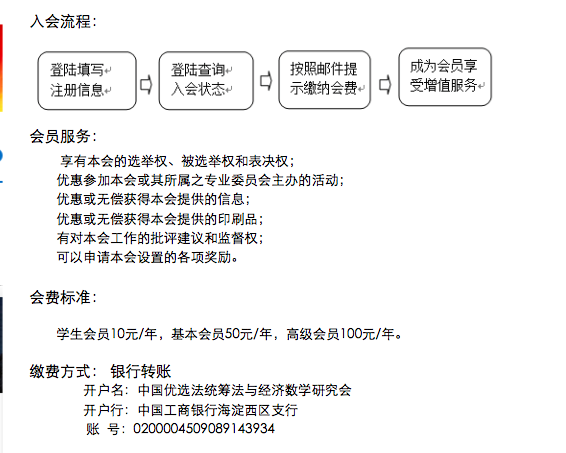 入会流程：
登陆填写
注册信息
登陆查询
入会状态
按照邮件提
示缴纳会费
成为会员享
受增值服务
会员服务：
享有本会的选举权、被选举权和表决权；
优惠参加本会或其所属之专业委员会主办的活动；
优惠或无偿获得本会提供的信息；
优惠或无偿获得本会提供的印刷品；
有对本会工作的批评建议和监督权；
可以申请本会设置的各项奖励。
会费标准：
学生会员10元/年，基本会员50元/年，高级会员100元/年。
缴费方式： 银行转账
开户名：中国优选法统筹法与经济数学研究会
开户行：中国工商银行海淀西区支行
账 号：0200004509089143934